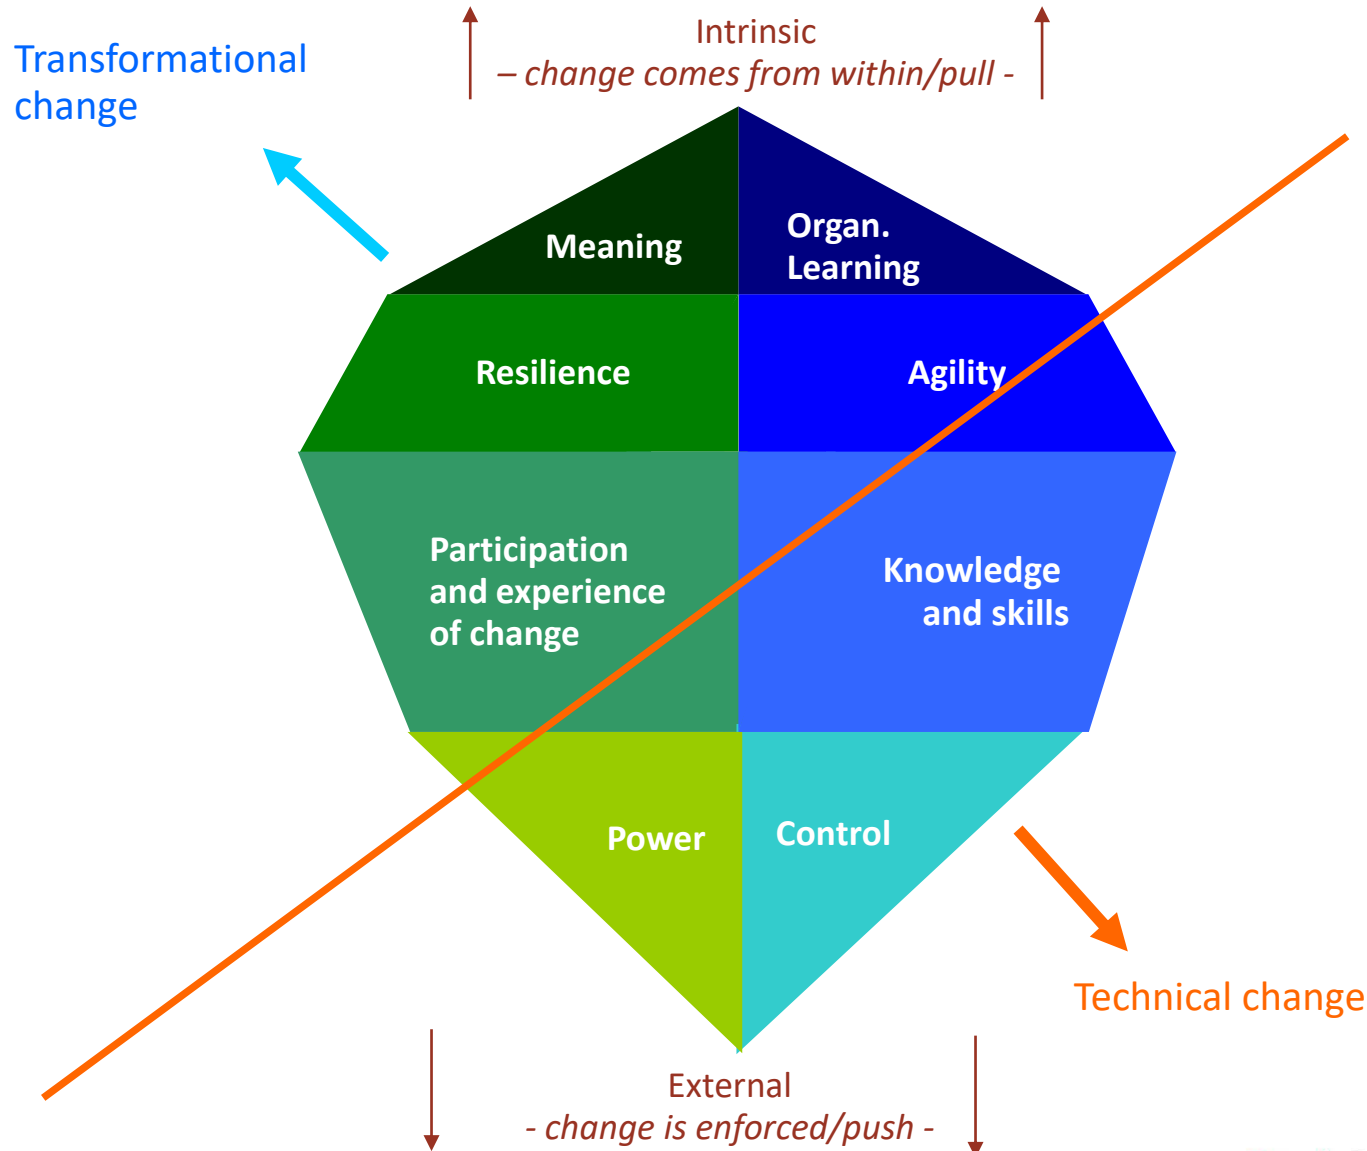 Intrinsic
– change comes from within/pull -
Transformational
change
Meaning
Organ.
Learning
Resilience
Agility
Participation
and experience
of change
Knowledge
and skills
Power
Control
Technical change
External
- change is enforced/push -